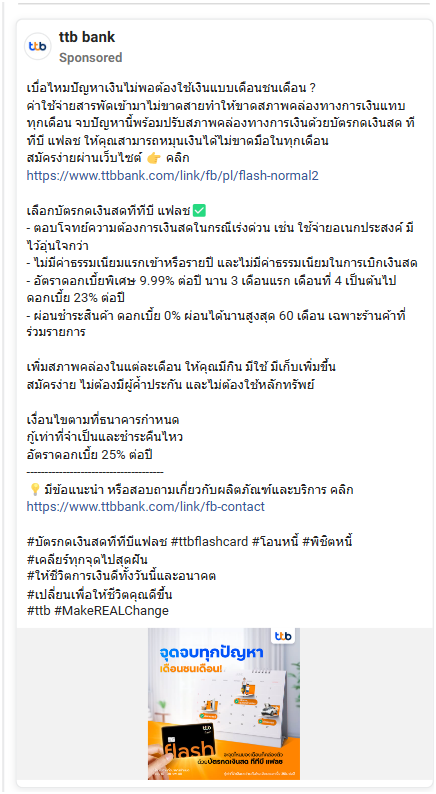 ttb bank
Sponsored
เบื่อไหมปัญหาเงินไม่พอต้องใช้เงินแบบเดือนชนเดือน ?
ค่าใช้จ่ายสารพัดเข้ามาไม่ขาดสายทำให้ขาดสภาพคล่องทางการเงินแทบ
ทุกเดือน จบปัญหานี้พร้อมปรับสภาพคล่องทางการเงินด้วยบัตรกดเงินสด ที
ทีบี แฟลช ให้คุณสามารถหมุนเงินได้ไม่ขาดมือในทุกเดือน
สมัครง่ายผ่านเว็บไซต์ 👉 คลิก
https://www.ttbbank.com/link/fb/pl/flash-normal2
เลือกบัตรกดเงินสดทีทีบี แฟลช✅
- ตอบโจทย์ความต้องการเงินสดในกรณีเร่งด่วน เช่น ใช้จ่ายอเนกประสงค์ มี
ไว้อุ่นใจกว่า
- ไม่มีค่าธรรมเนียมแรกเข้าหรือรายปี และไม่มีค่าธรรมเนียมในการเบิกเงินสด
- อัตราดอกเบี้ยพิเศษ 9.99% ต่อปี นาน 3 เดือนแรก เดือนที่ 4 เป็นต้นไป
ดอกเบี้ย 23% ต่อปี
- ผ่อนชำระสินค้า ดอกเบี้ย 0% ผ่อนได้นานสูงสุด 60 เดือน เฉพาะร้านค้าที่
ร่วมรายการ
เพิ่มสภาพคล่องในแต่ละเดือน ให้คุณมีกิน มีใช้ มีเก็บเพิ่มขึ้น
สมัครง่าย ไม่ต้องมีผู้ค้ำประกัน และไม่ต้องใช้หลักทรัพย์
เงื่อนไขตามที่ธนาคารกำหนด
กู้เท่าที่จำเป็นและชำระคืนไหว
อัตราดอกเบี้ย 25% ต่อปี
--------------------------------------
💡 มีข้อแนะนำ หรือสอบถามเกี่ยวกับผลิตภัณฑ์และบริการ คลิก
https://www.ttbbank.com/link/fb-contact
#บัตรกดเงินสดทีทีบีแฟลช #ttbflashcard #โอนหนี้ #พิชิตหนี้
#เคลียร์ทุกจุดไปสุดฝัน
#ให้ชีวิตการเงินดีทั้งวันนี้และอนาคต
#เปลี่ยนเพื่อให้ชีวิตคุณดีขึ้น
#ttb #MakeREALChange
ttb
จุดจบทุกปัญหา
เดือนชนเดือน!
flash
ด้วยบัตรกดเงินสด ทีทีบี แฟลช